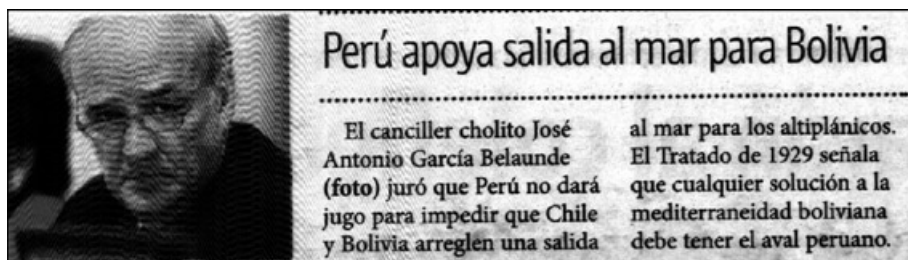 Perú apoya salida al mar para Bolivia
El canciller cholito José
Antonio García Belaunde
(foto) juró que Perú no dará
jugo para impedir que Chile
y Bolivia arreglen una salida
al mar para los altiplánicos.
El Tratado de 1929 señala
que cualquier solución a la
mediterraneidad boliviana
debe tener el aval peruano.